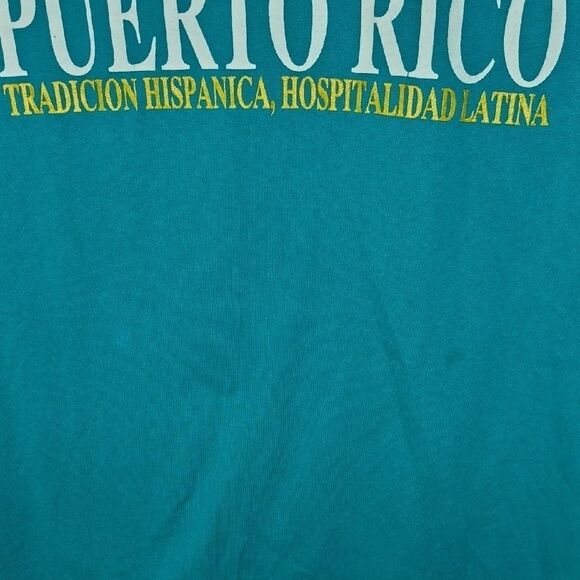 PUERTO RICO
TRADICION HISPANICA, HOSPITALIDAD LATINA